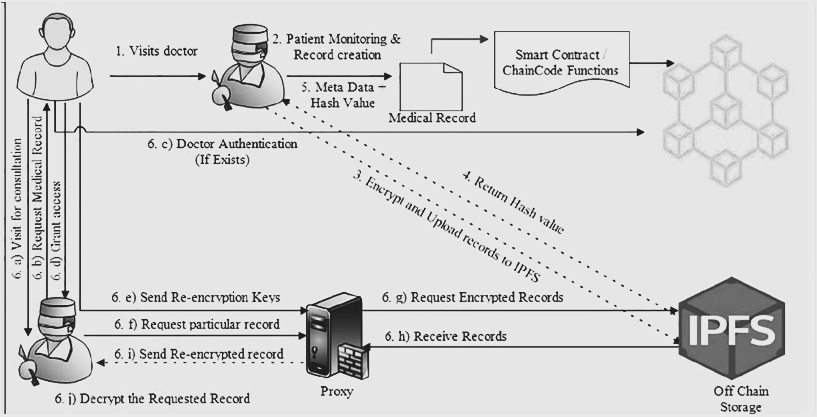 1. Visits doctor
2. Patient Monitoring &
Record creation
5. Meta Data +
Hash Value
Medical Record
Smart Contract /
ChainCode Functions
6. c) Doctor Authentication
(If Exists)
3. Encrypt and Upload records to IPFS
4. Return Hash value
6. a) Visit for consultation
6. b) Request Medical Record
6. d) Grant access
6. e) Send Re-encryption Keys
6. f) Request particular record
6. i) Send Re-encrypted record
6. j) Decrypt the Requested Record
Proxy
6. g) Request Encrypted Records
6. h) Receive Records
IPFS
Off Chain
Storage